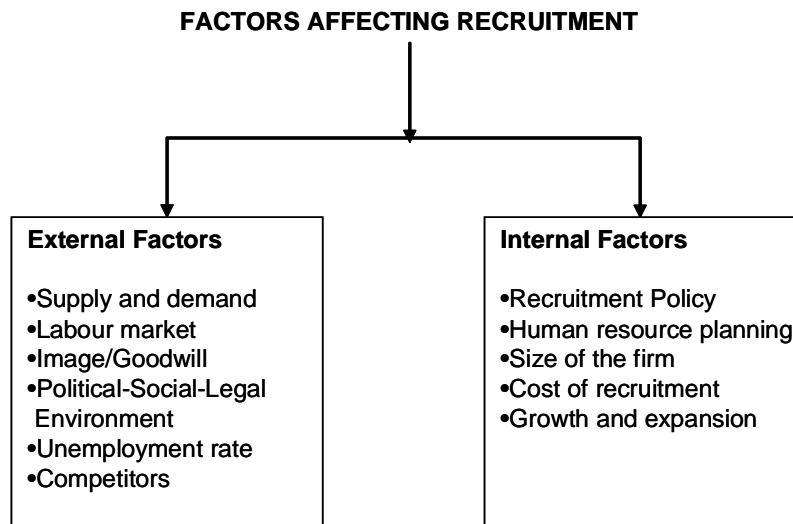 FACTORS AFFECTING RECRUITMENT
External Factors
•Supply and demand
•Labour market
•Image/Goodwill
•Political-Social-Legal
Environment
•Unemployment rate
•Competitors
Internal Factors
•Recruitment Policy
•Human resource planning
•Size of the firm
•Cost of recruitment
•Growth and expansion